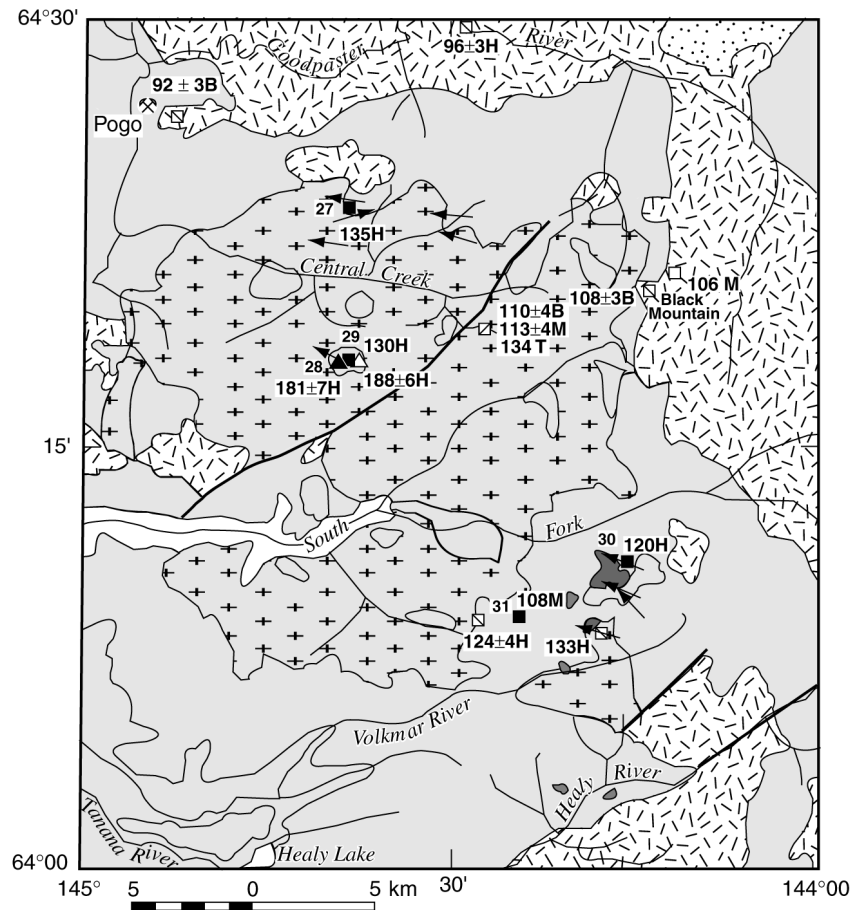 64°30'
96±3H
Goodpaster River
92 ± 3B
Pogo
27
135H
Central Creek
106 M
108±3B
Black
Mountain
110±4B
113±4M
134 T
29
130H
28
181±7H
188±6H
15'
South Fork
30
120H
31
108M
124±4H
133H
Volkmar River
Healy River
Tanana River
Healy Lake
64°00
145°
30'
144°00
5 0 5 km